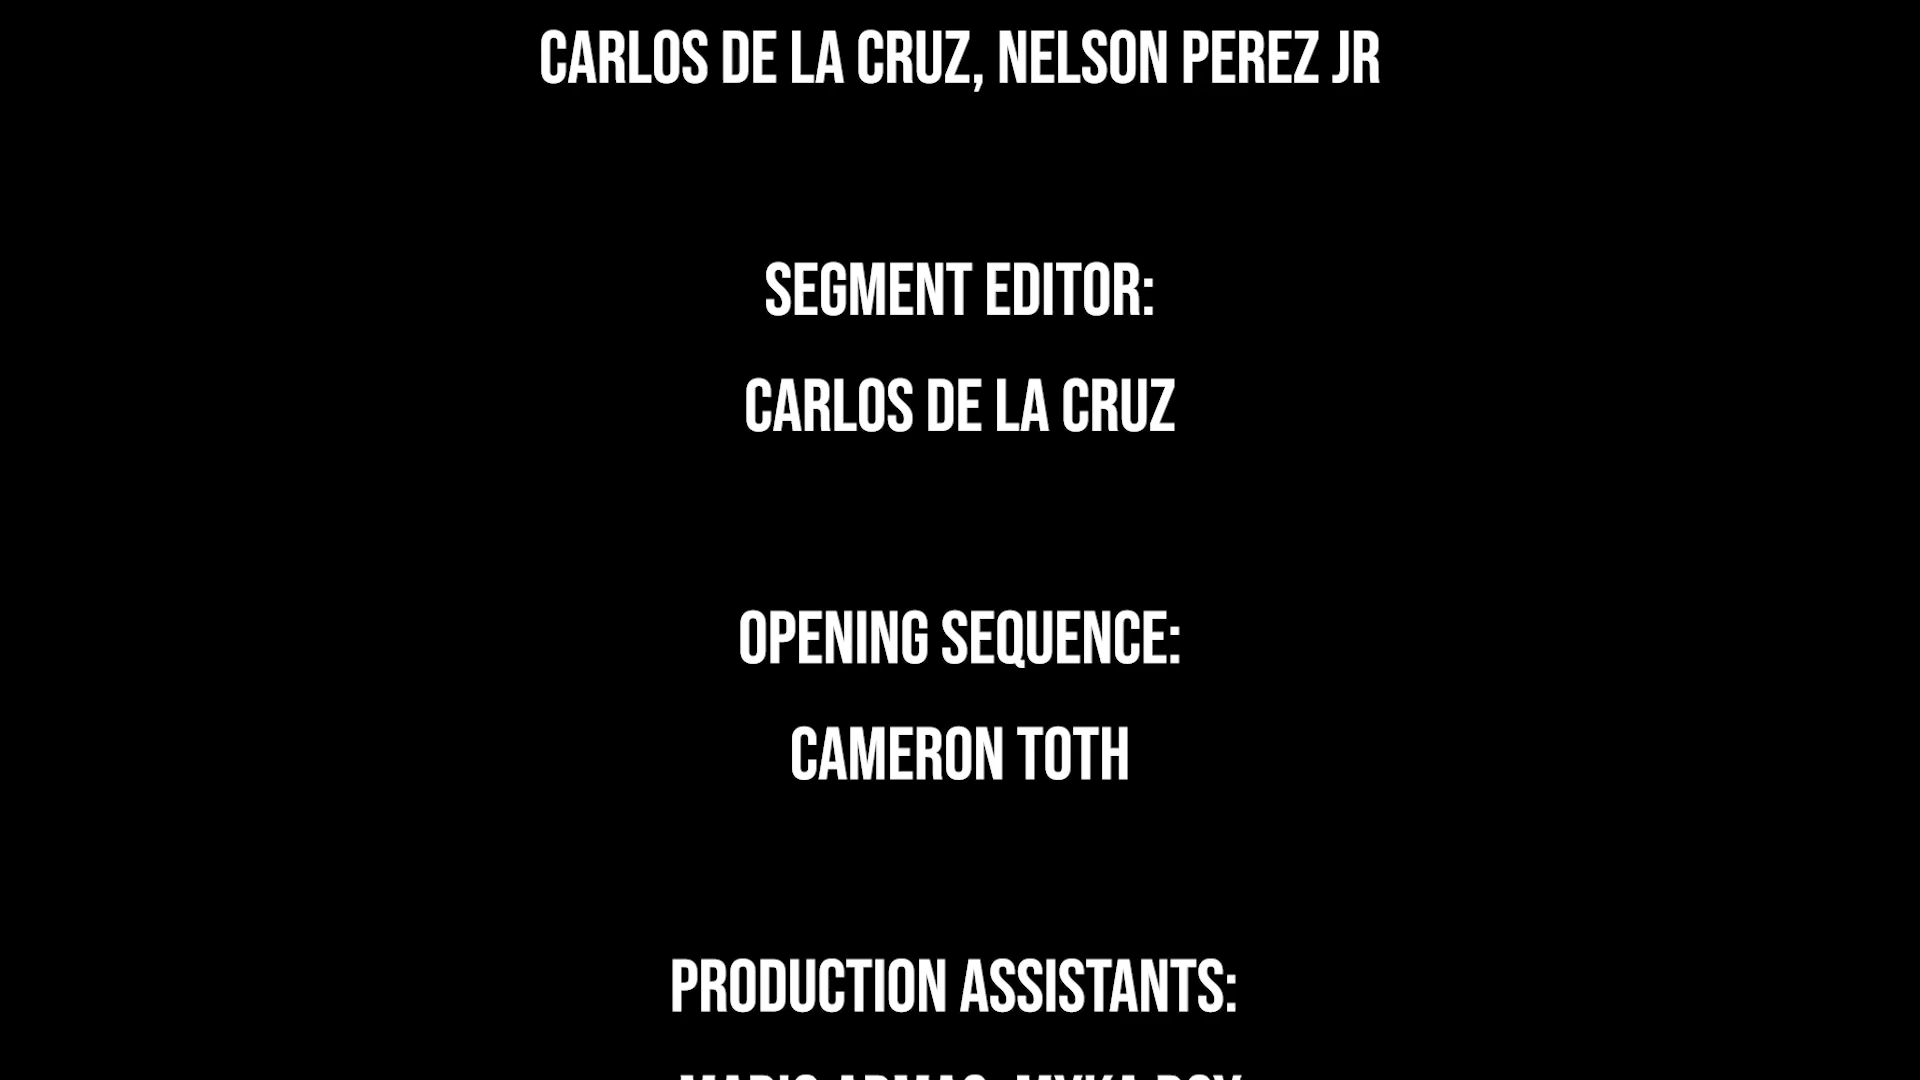 CARLOS DE LA CRUZ, NELSON PEREZ JR
SEGMENT EDITOR:
CARLOS DE LA CRUZ
OPENING SEQUENCE:
CAMERON TOTH
PRODUCTION ASSISTANTS: